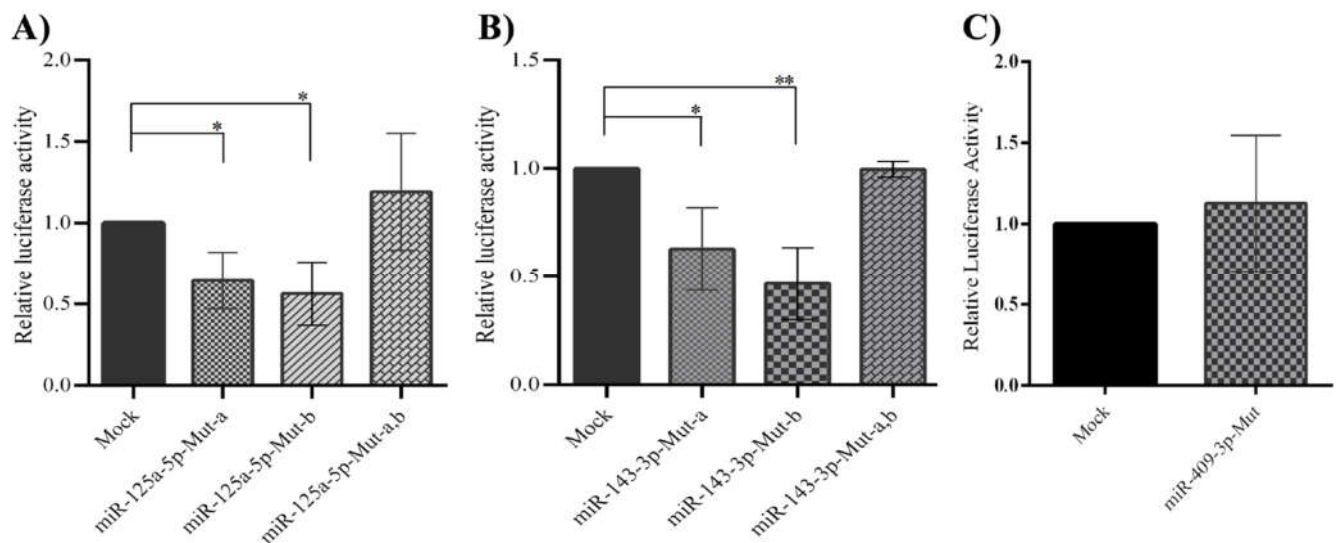 A)
Relative luciferase activity
2.0
1.5
1.0
0.5
0.0
*
*
Mock
miR-125a-5p-Mut-a
miR-125a-5p-Mut-b
miR-125a-5p-Mut-a,b
B)
Relative luciferase activity
1.5
1.0
0.5
0.0
**
*
Mock
miR-143-3p-Mut-a
miR-143-3p-Mut-b
miR-143-3p-Mut-a,b
C)
Relative Luciferase Activity
2.0
1.5
1.0
0.5
0.0
Mock
miR-409-3p-Mut